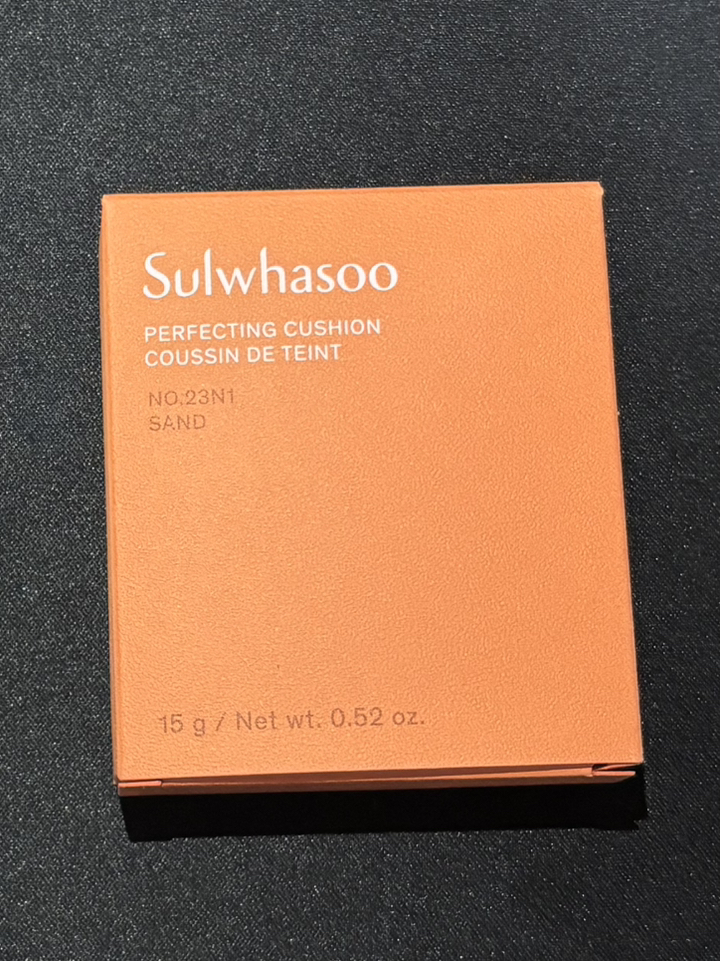 Sulwhasoo
PERFECTING CUSHION
COUSSIN DE TEINT
NO.23N1
SAND
15 g / Net wt. 0.52 oz.